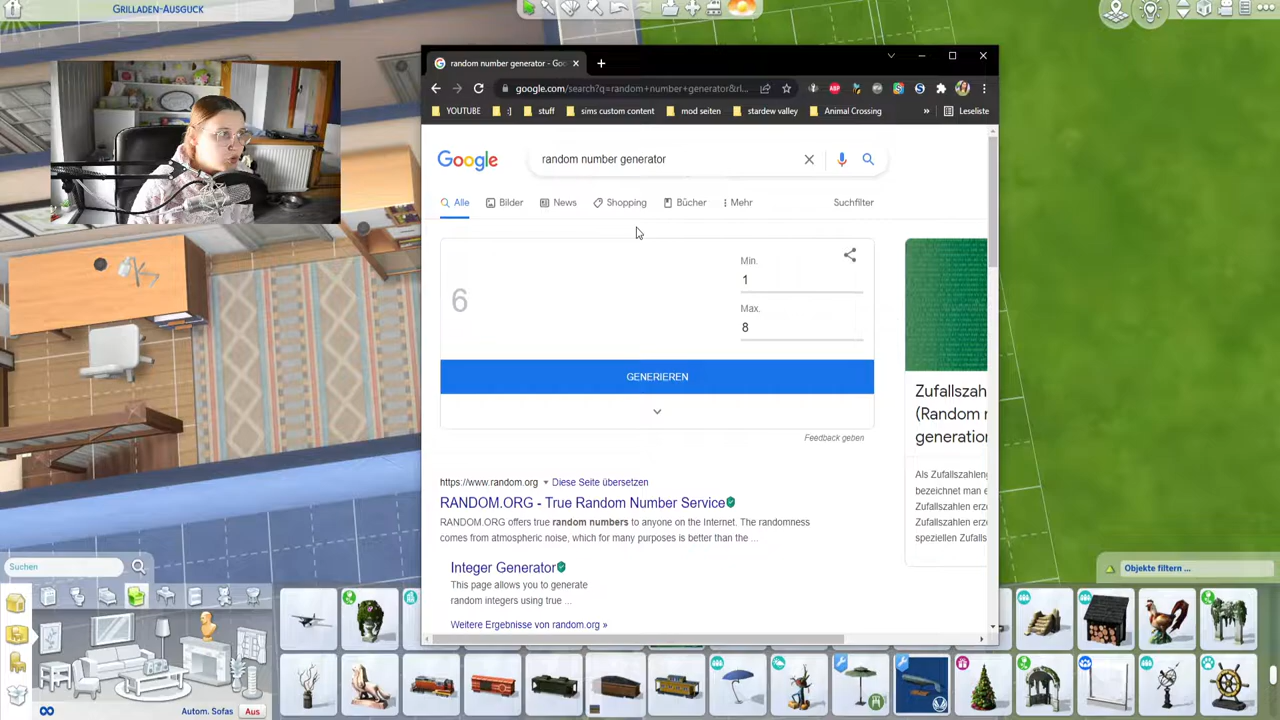 GRILLADEN-AUSGUCK
random number generator - Goo
google.com/search?q=random+number+generator&rl...
ABP
YOUTUBE
:)
stuff
sims custom content
mod seiten
stardew valley
Animal Crossing
»
Leseliste
Google
random number generator
Alle
Bilder
News
Shopping
Bücher
Mehr
Suchfilter
Min.
1
6
Max.
8
GENERIEREN
Feedback geben
Zufallszah
(Random n
generation
Als Zufallszahlen
bezeichnet man e
Zufallszahlen erze
Zufallszahlen erz
speziellen Zufalls
https://www.random.org
Diese Seite übersetzen
RANDOM.ORG - True Random Number Service
RANDOM.ORG offers true random numbers to anyone on the Internet. The randomness
comes from atmospheric noise, which for many purposes is better than the ...
Integer Generator
This page allows you to generate
random integers using true ...
Weitere Ergebnisse von random.org »
Suchen
Objekte filtern ...
Autom. Sofas
Aus